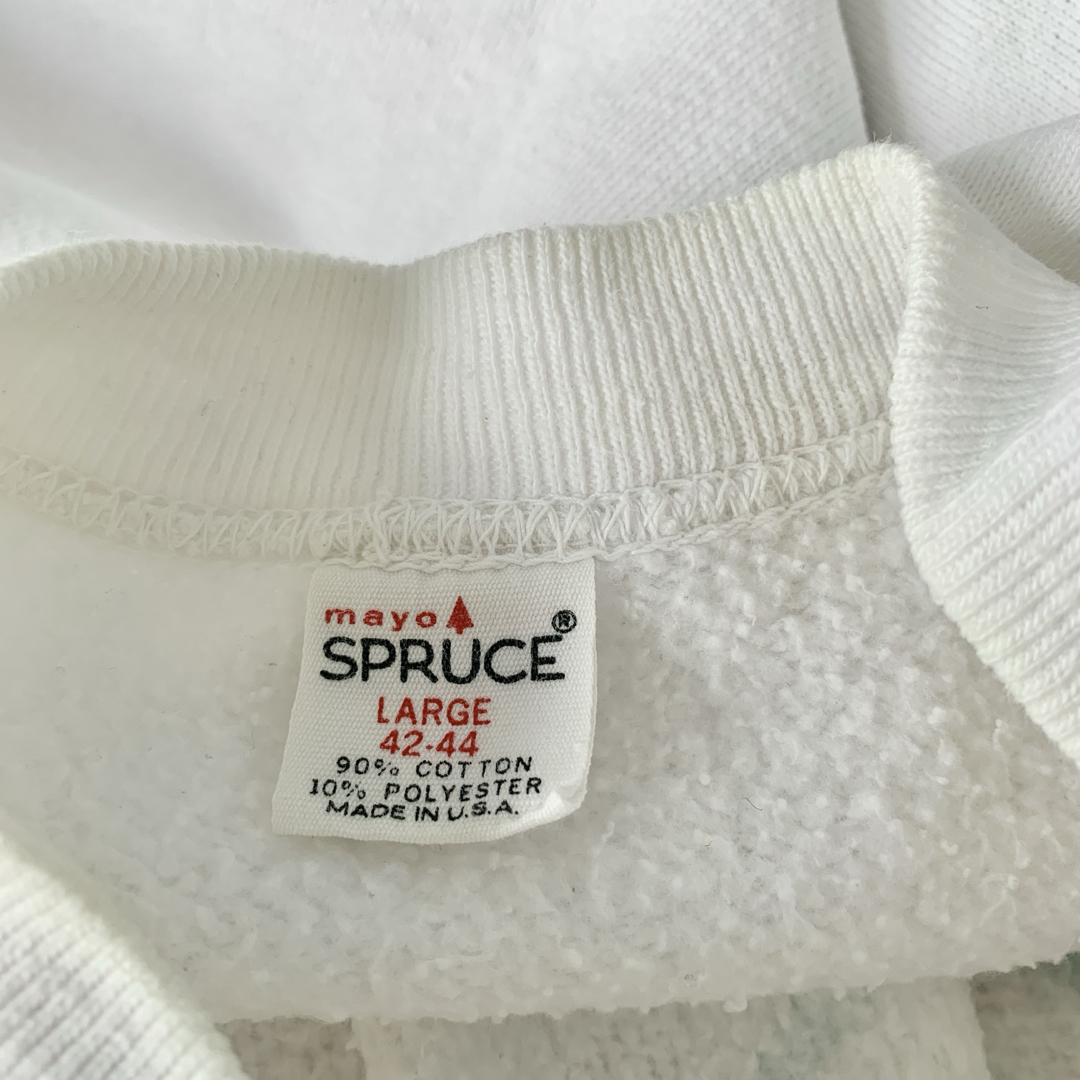 mayo
SPRUCE®
LARGE
42-44
90% COTTON
10% POLYESTER
MADE IN U.S.A.